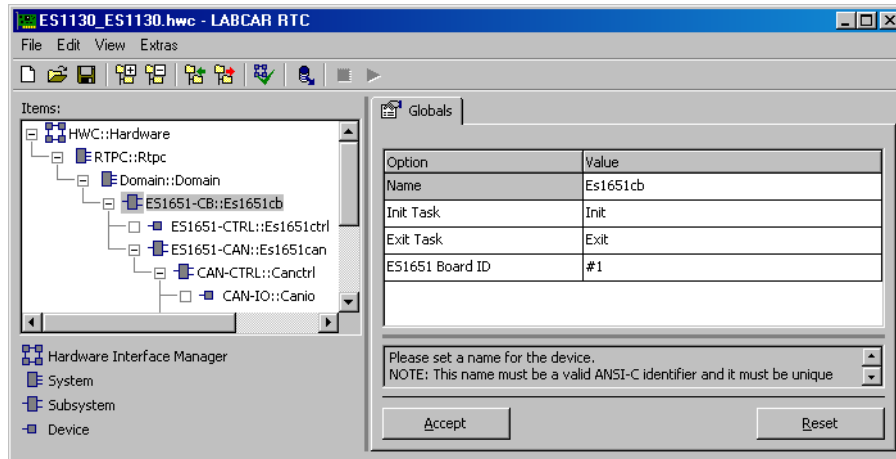 ES1130_ES1130.hwc - LABCAR RTC
File Edit View Extras
Items:
HWC::Hardware
RTPC::Rtpc
Domain::Domain
ES1651-CB::Es1651cb
ES1651-CTRL::Es1651ctrl
ES1651-CAN::Es1651can
CAN-CTRL::Canctrl
CAN-IO::Canio
Hardware Interface Manager
System
Subsystem
Device
Globals
Option Value
Name Es1651cb
Init Task Init
Exit Task Exit
ES1651 Board ID #1
Please set a name for the device.
NOTE: This name must be a valid ANSI-C identifier and it must be unique
Accept Reset